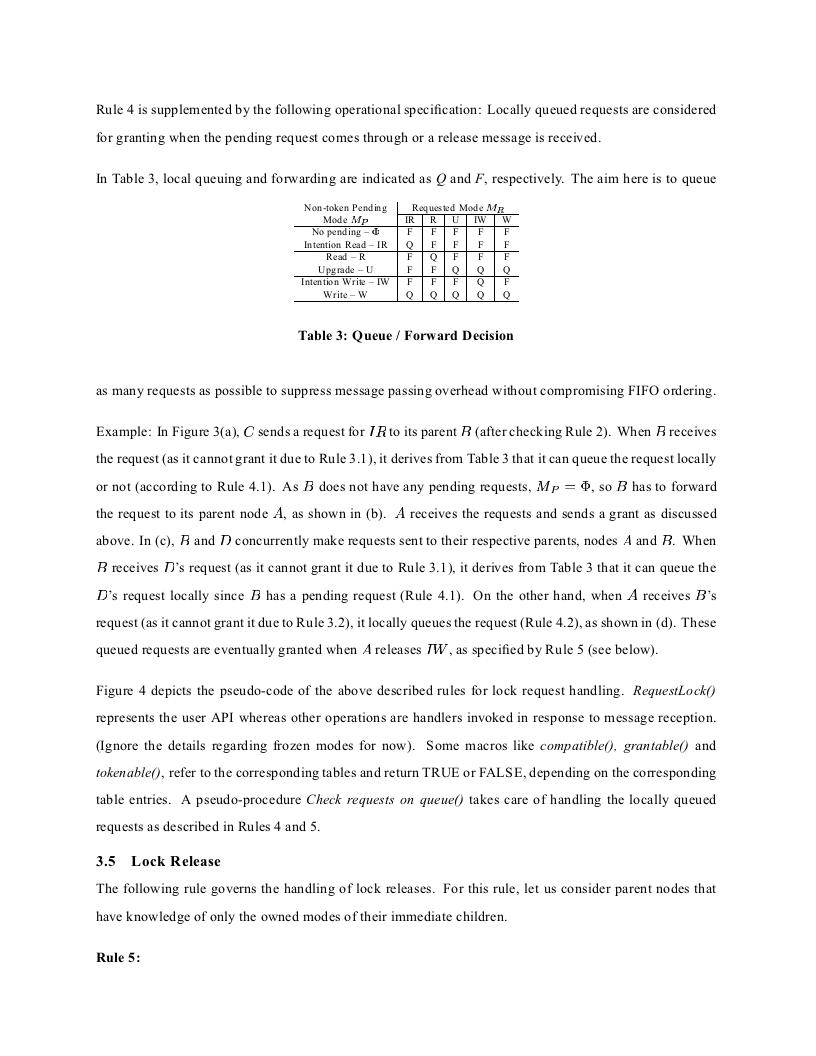 Rule 4 is supplemented by the following operational specification: Locally queued requests are considered
for granting when the pending request comes through or a release message is received.
In Table 3, local queuing and forwarding are indicated as Q and F, respectively. The aim here is to queue
Non-token Pending Requested Mode M_R
Mode M_P IR R U IW W
No pending – Φ F F F F F
Intention Read – IR Q F F F F
Read – R F Q F F F
Upgrade – U F F Q Q Q
Intention Write – IW F F F Q F
Write – W Q Q Q Q Q
Table 3: Queue / Forward Decision
as many requests as possible to suppress message passing overhead without compromising FIFO ordering.
Example: In Figure 3(a), C sends a request for IR to its parent B (after checking Rule 2). When B receives
the request (as it cannot grant it due to Rule 3.1), it derives from Table 3 that it can queue the request locally
or not (according to Rule 4.1). As B does not have any pending requests, M_P = Φ, so B has to forward
the request to its parent node A, as shown in (b). A receives the requests and sends a grant as discussed
above. In (c), B and D concurrently make requests sent to their respective parents, nodes A and B. When
B receives D's request (as it cannot grant it due to Rule 3.1), it derives from Table 3 that it can queue the
D's request locally since B has a pending request (Rule 4.1). On the other hand, when A receives B's
request (as it cannot grant it due to Rule 3.2), it locally queues the request (Rule 4.2), as shown in (d). These
queued requests are eventually granted when A releases IW, as specified by Rule 5 (see below).
Figure 4 depicts the pseudo-code of the above described rules for lock request handling. RequestLock()
represents the user API whereas other operations are handlers invoked in response to message reception.
(Ignore the details regarding frozen modes for now). Some macros like compatible(), grantable() and
tokenable(), refer to the corresponding tables and return TRUE or FALSE, depending on the corresponding
table entries. A pseudo-procedure Check requests on queue() takes care of handling the locally queued
requests as described in Rules 4 and 5.
3.5 Lock Release
The following rule governs the handling of lock releases. For this rule, let us consider parent nodes that
have knowledge of only the owned modes of their immediate children.
Rule 5: